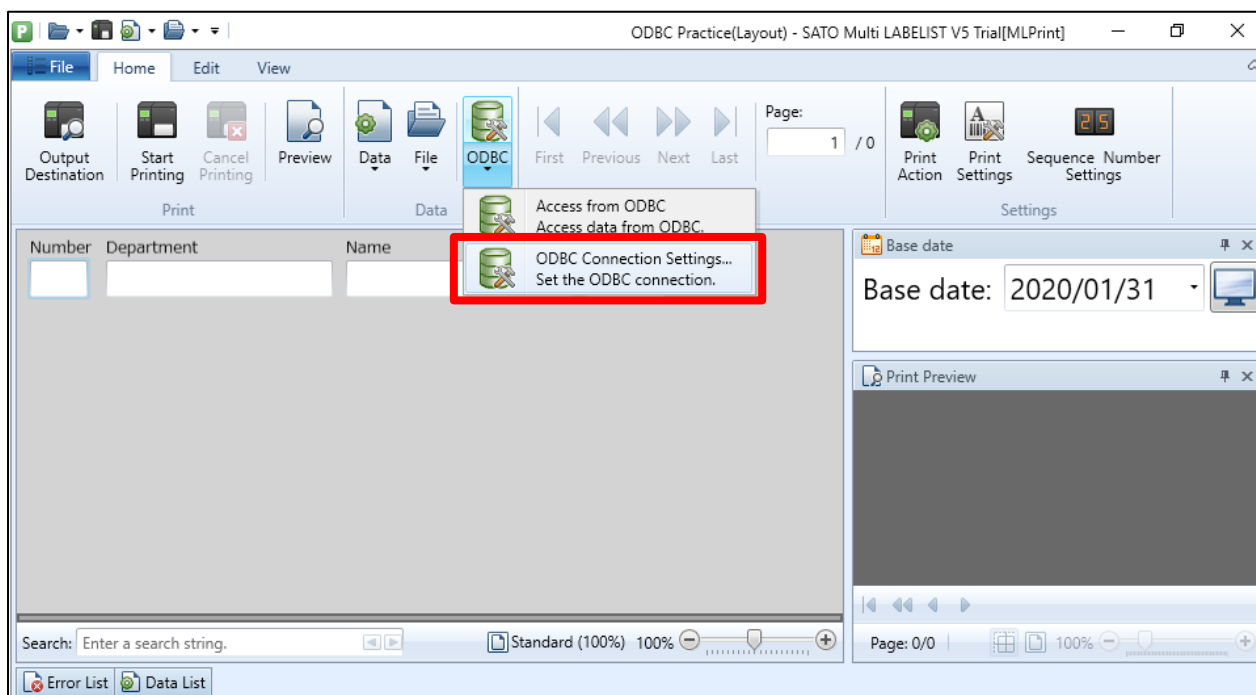 P
ODBC Practice(Layout) - SATO Multi LABELIST V5 Trial[MLPrint]
File Home Edit View
Output Destination
Start Printing
Cancel Printing
Preview
Data
File
ODBC
First
Previous
Next
Last
Page:
1 / 0
Print Action
Print Settings
25
Sequence Number Settings
Print
Data
Settings
Access from ODBC
Access data from ODBC.
ODBC Connection Settings...
Set the ODBC connection.
Number Department Name
12 Base date
Base date: 2020/01/31
Print Preview
Search: Enter a search string.
Standard (100%) 100%
Page: 0/0 100%
Error List Data List